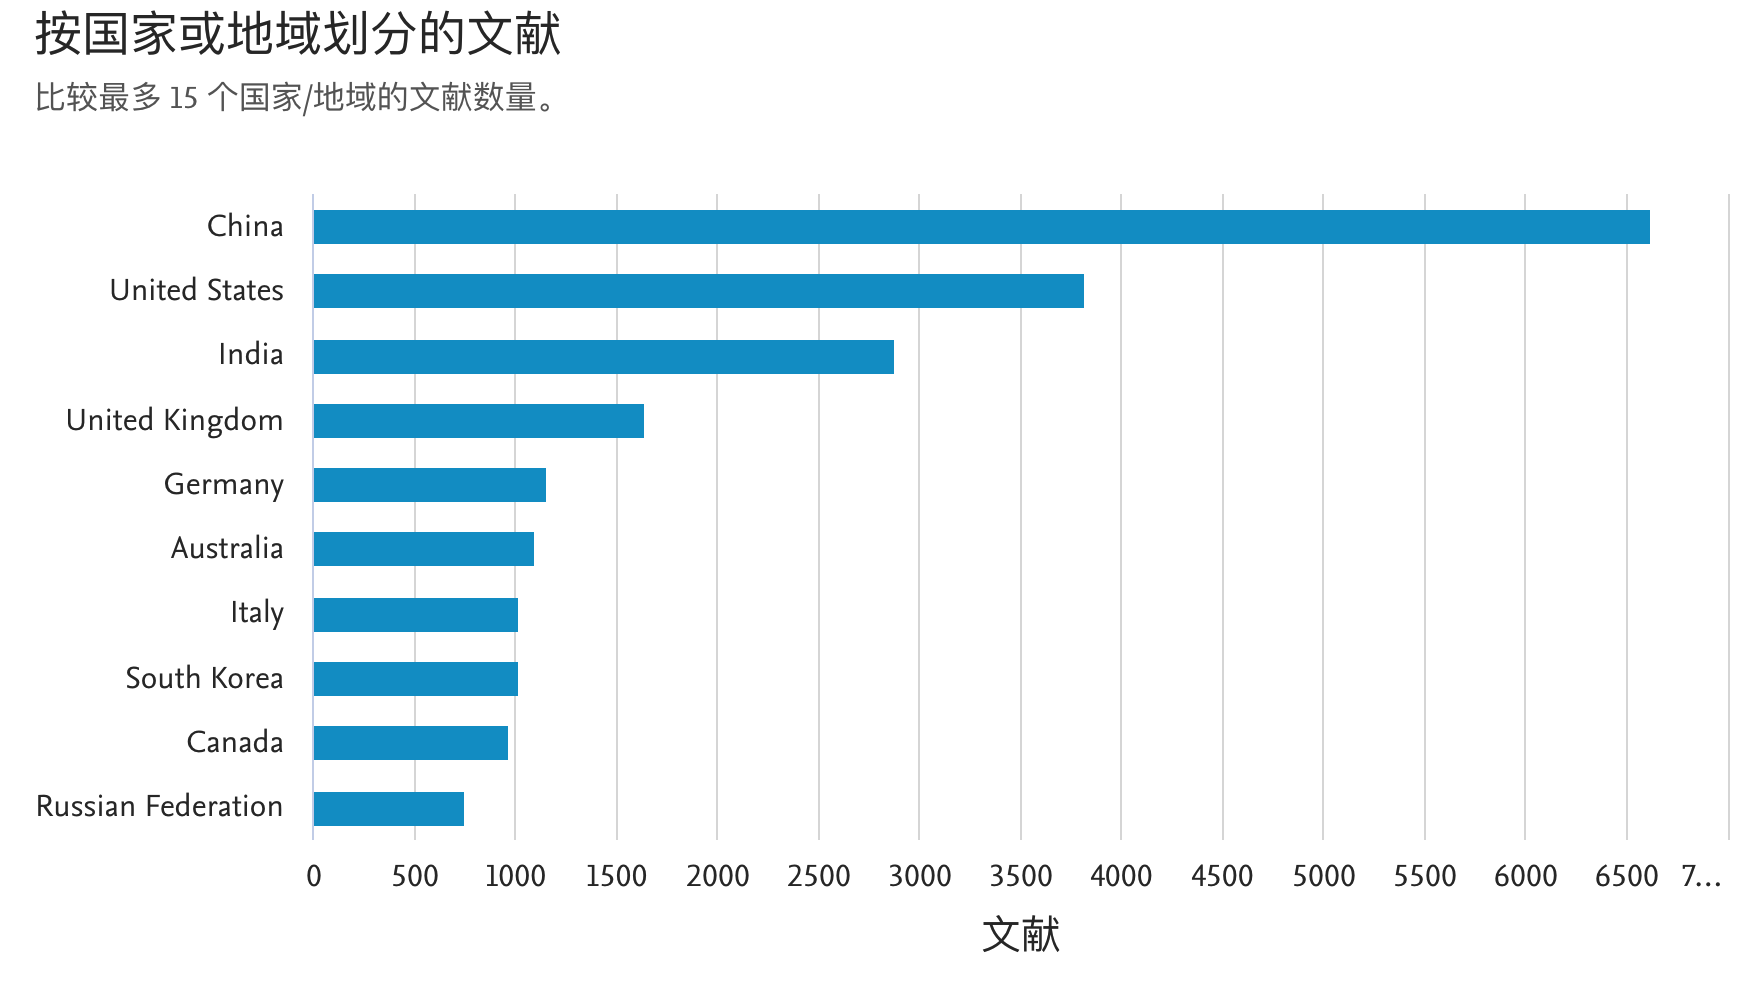 按国家或地域划分的文献
比较最多 15 个国家/地域的文献数量。
China
United States
India
United Kingdom
Germany
Australia
Italy
South Korea
Canada
Russian Federation
0 500 1000 1500 2000 2500 3000 3500 4000 4500 5000 5500 6000 6500 7…
文献